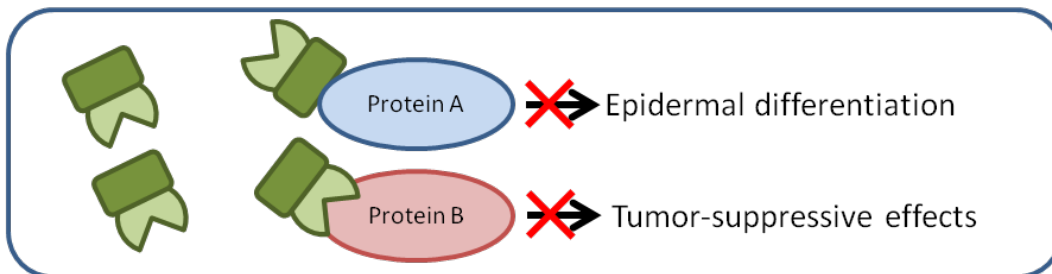 Protein A
Epidermal differentiation
Protein B
Tumor-suppressive effects